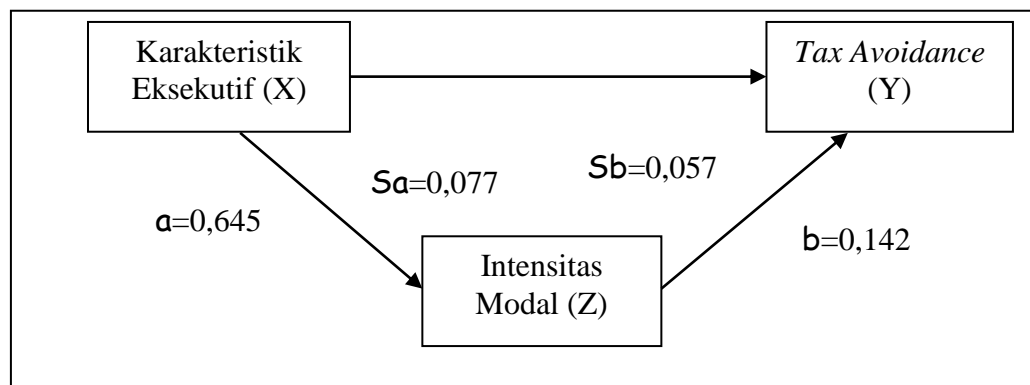 Karakteristik
Eksekutif (X)
Tax Avoidance
(Y)
Sa=0,077
Sb=0,057
a=0,645
b=0,142
Intensitas
Modal (Z)